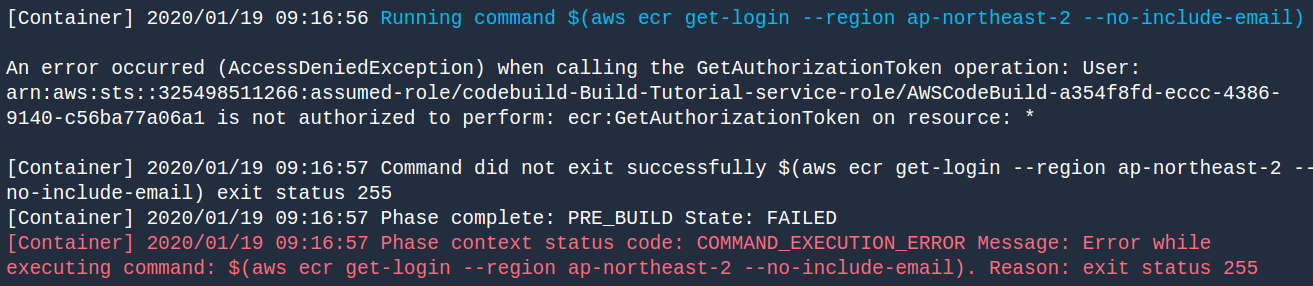 [Container] 2020/01/19 09:16:56 Running command $(aws ecr get-login --region ap-northeast-2 --no-include-email)
An error occurred (AccessDeniedException) when calling the GetAuthorizationToken operation: User:
arn:aws:sts::325498511266:assumed-role/codebuild-Build-Tutorial-service-role/AWSCodeBuild-a354f8fd-eccc-4386-
9140-c56ba77a06a1 is not authorized to perform: ecr:GetAuthorizationToken on resource: *
[Container] 2020/01/19 09:16:57 Command did not exit successfully $(aws ecr get-login --region ap-northeast-2 --
no-include-email) exit status 255
[Container] 2020/01/19 09:16:57 Phase complete: PRE_BUILD State: FAILED
[Container] 2020/01/19 09:16:57 Phase context status code: COMMAND_EXECUTION_ERROR Message: Error while
executing command: $(aws ecr get-login --region ap-northeast-2 --no-include-email). Reason: exit status 255